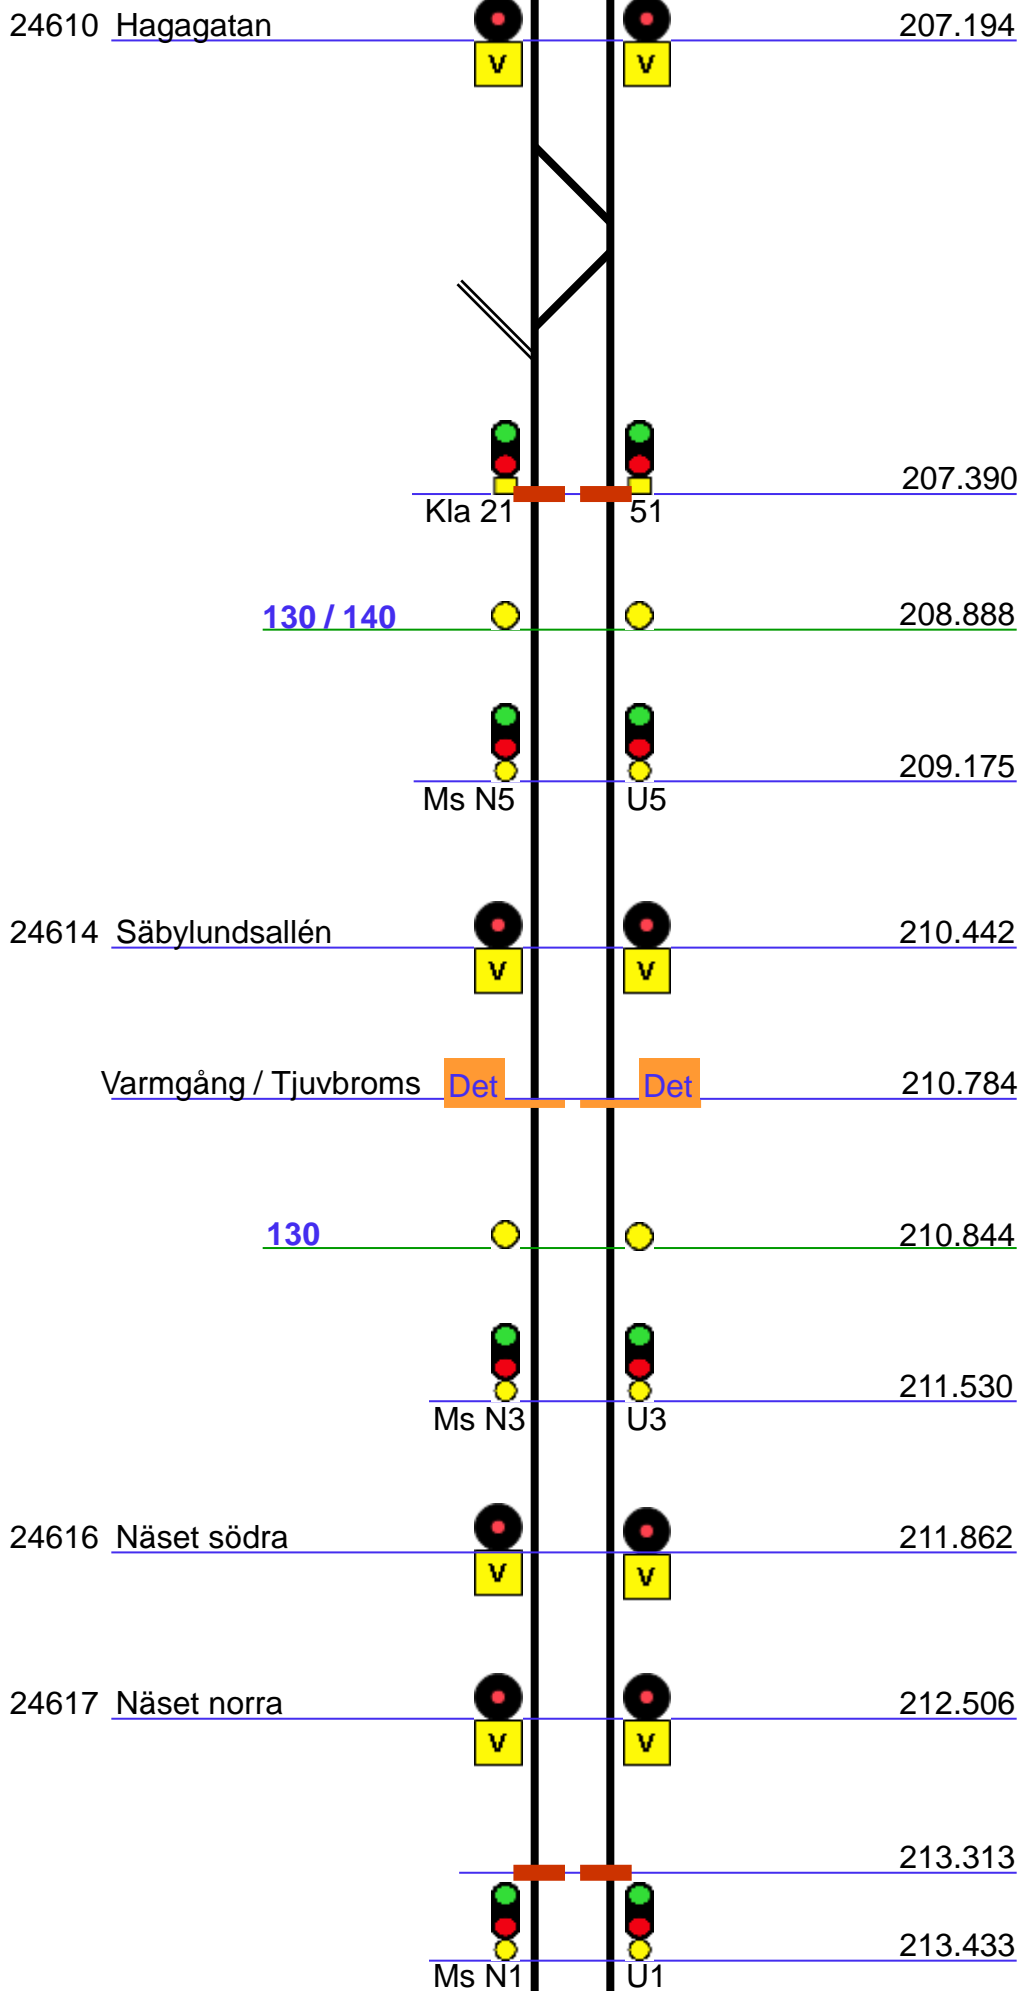 24610 Hagagatan 207.194
V V
207.390
Kla 21 51
130 / 140 208.888
209.175
Ms N5 U5
24614 Säbylundsallén 210.442
V V
Varmgång / Tjuvbroms Det Det 210.784
130 210.844
211.530
Ms N3 U3
24616 Näset södra 211.862
V V
24617 Näset norra 212.506
V V
213.313
213.433
Ms N1 U1